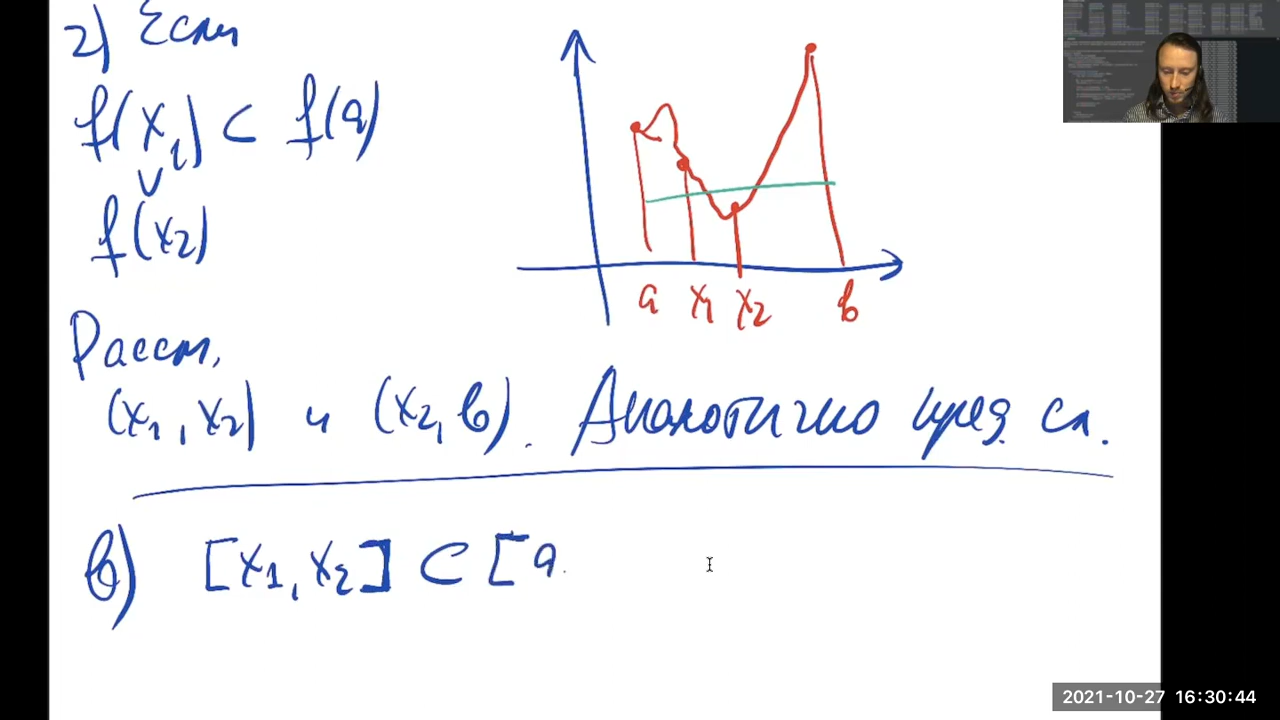 2) Если
f(x₁) < f(a)
∨
f(x₂)
a x₁ x₂ b
Рассм.
(x₁, x₂) и (x₂, b). Аналогично пред. сл.
в) [x₁, x₂] ⊂ [a
2021-10-27 16:30:44